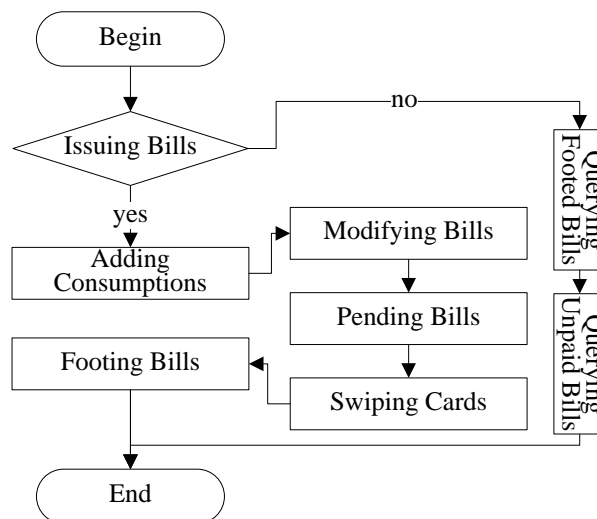 Begin
no
Issuing Bills
yes
Adding
Consumptions
Modifying Bills
Pending Bills
Swiping Cards
Footing Bills
Querying
Footed Bills
Querying
Unpaid Bills
End